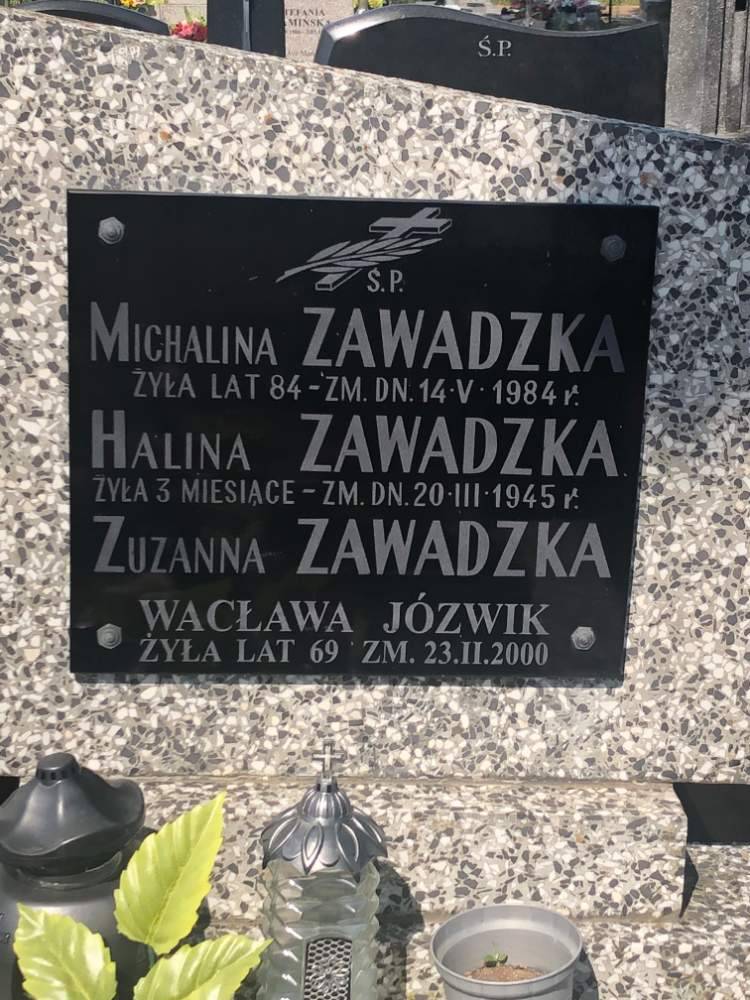 STEFANIA
Ś.P.
Ś.P.
MICHALINA ZAWADZKA
ŻYŁA LAT 84 - ZM. DN. 14·V·1984 r.
HALINA ZAWADZKA
ŻYŁA 3 MIESIĄCE - ZM. DN. 20·III·1945 r.
ZUZANNA ZAWADZKA
WACŁAWA JÓZWIK
ŻYŁA LAT 69 ZM. 23.II.2000